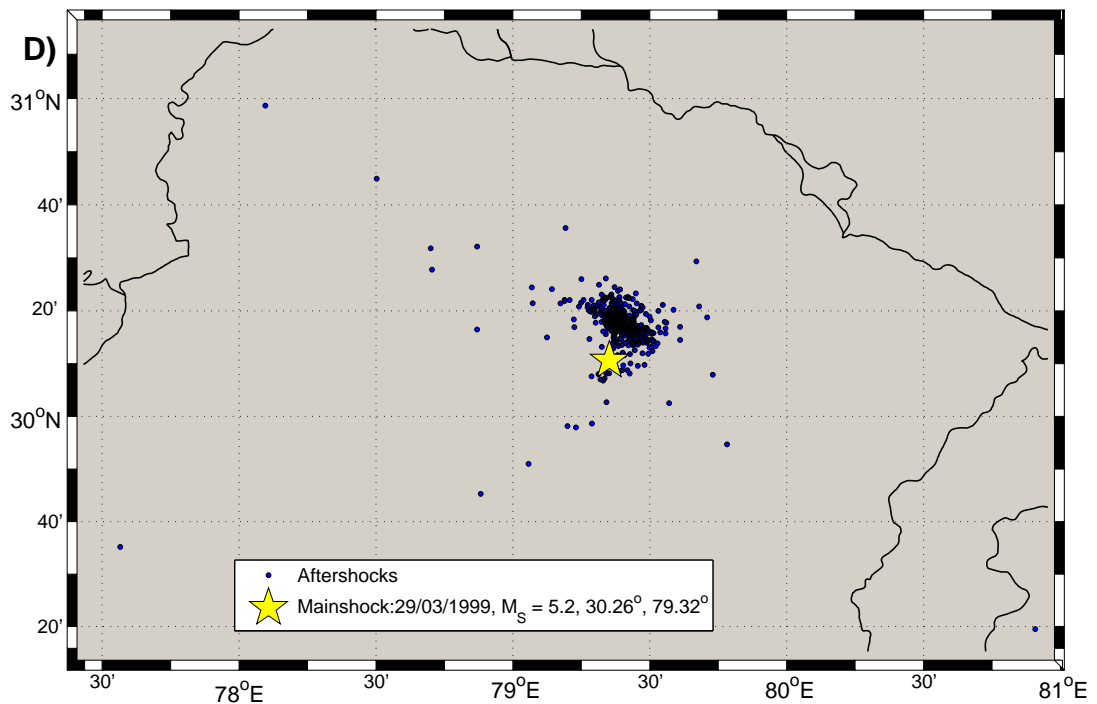 D)
31°N
40'
20'
30°N
40'
20'
Aftershocks
Mainshock:29/03/1999, M_S = 5.2, 30.26°, 79.32°
30'
78°E
30'
79°E
30'
80°E
30'
81°E